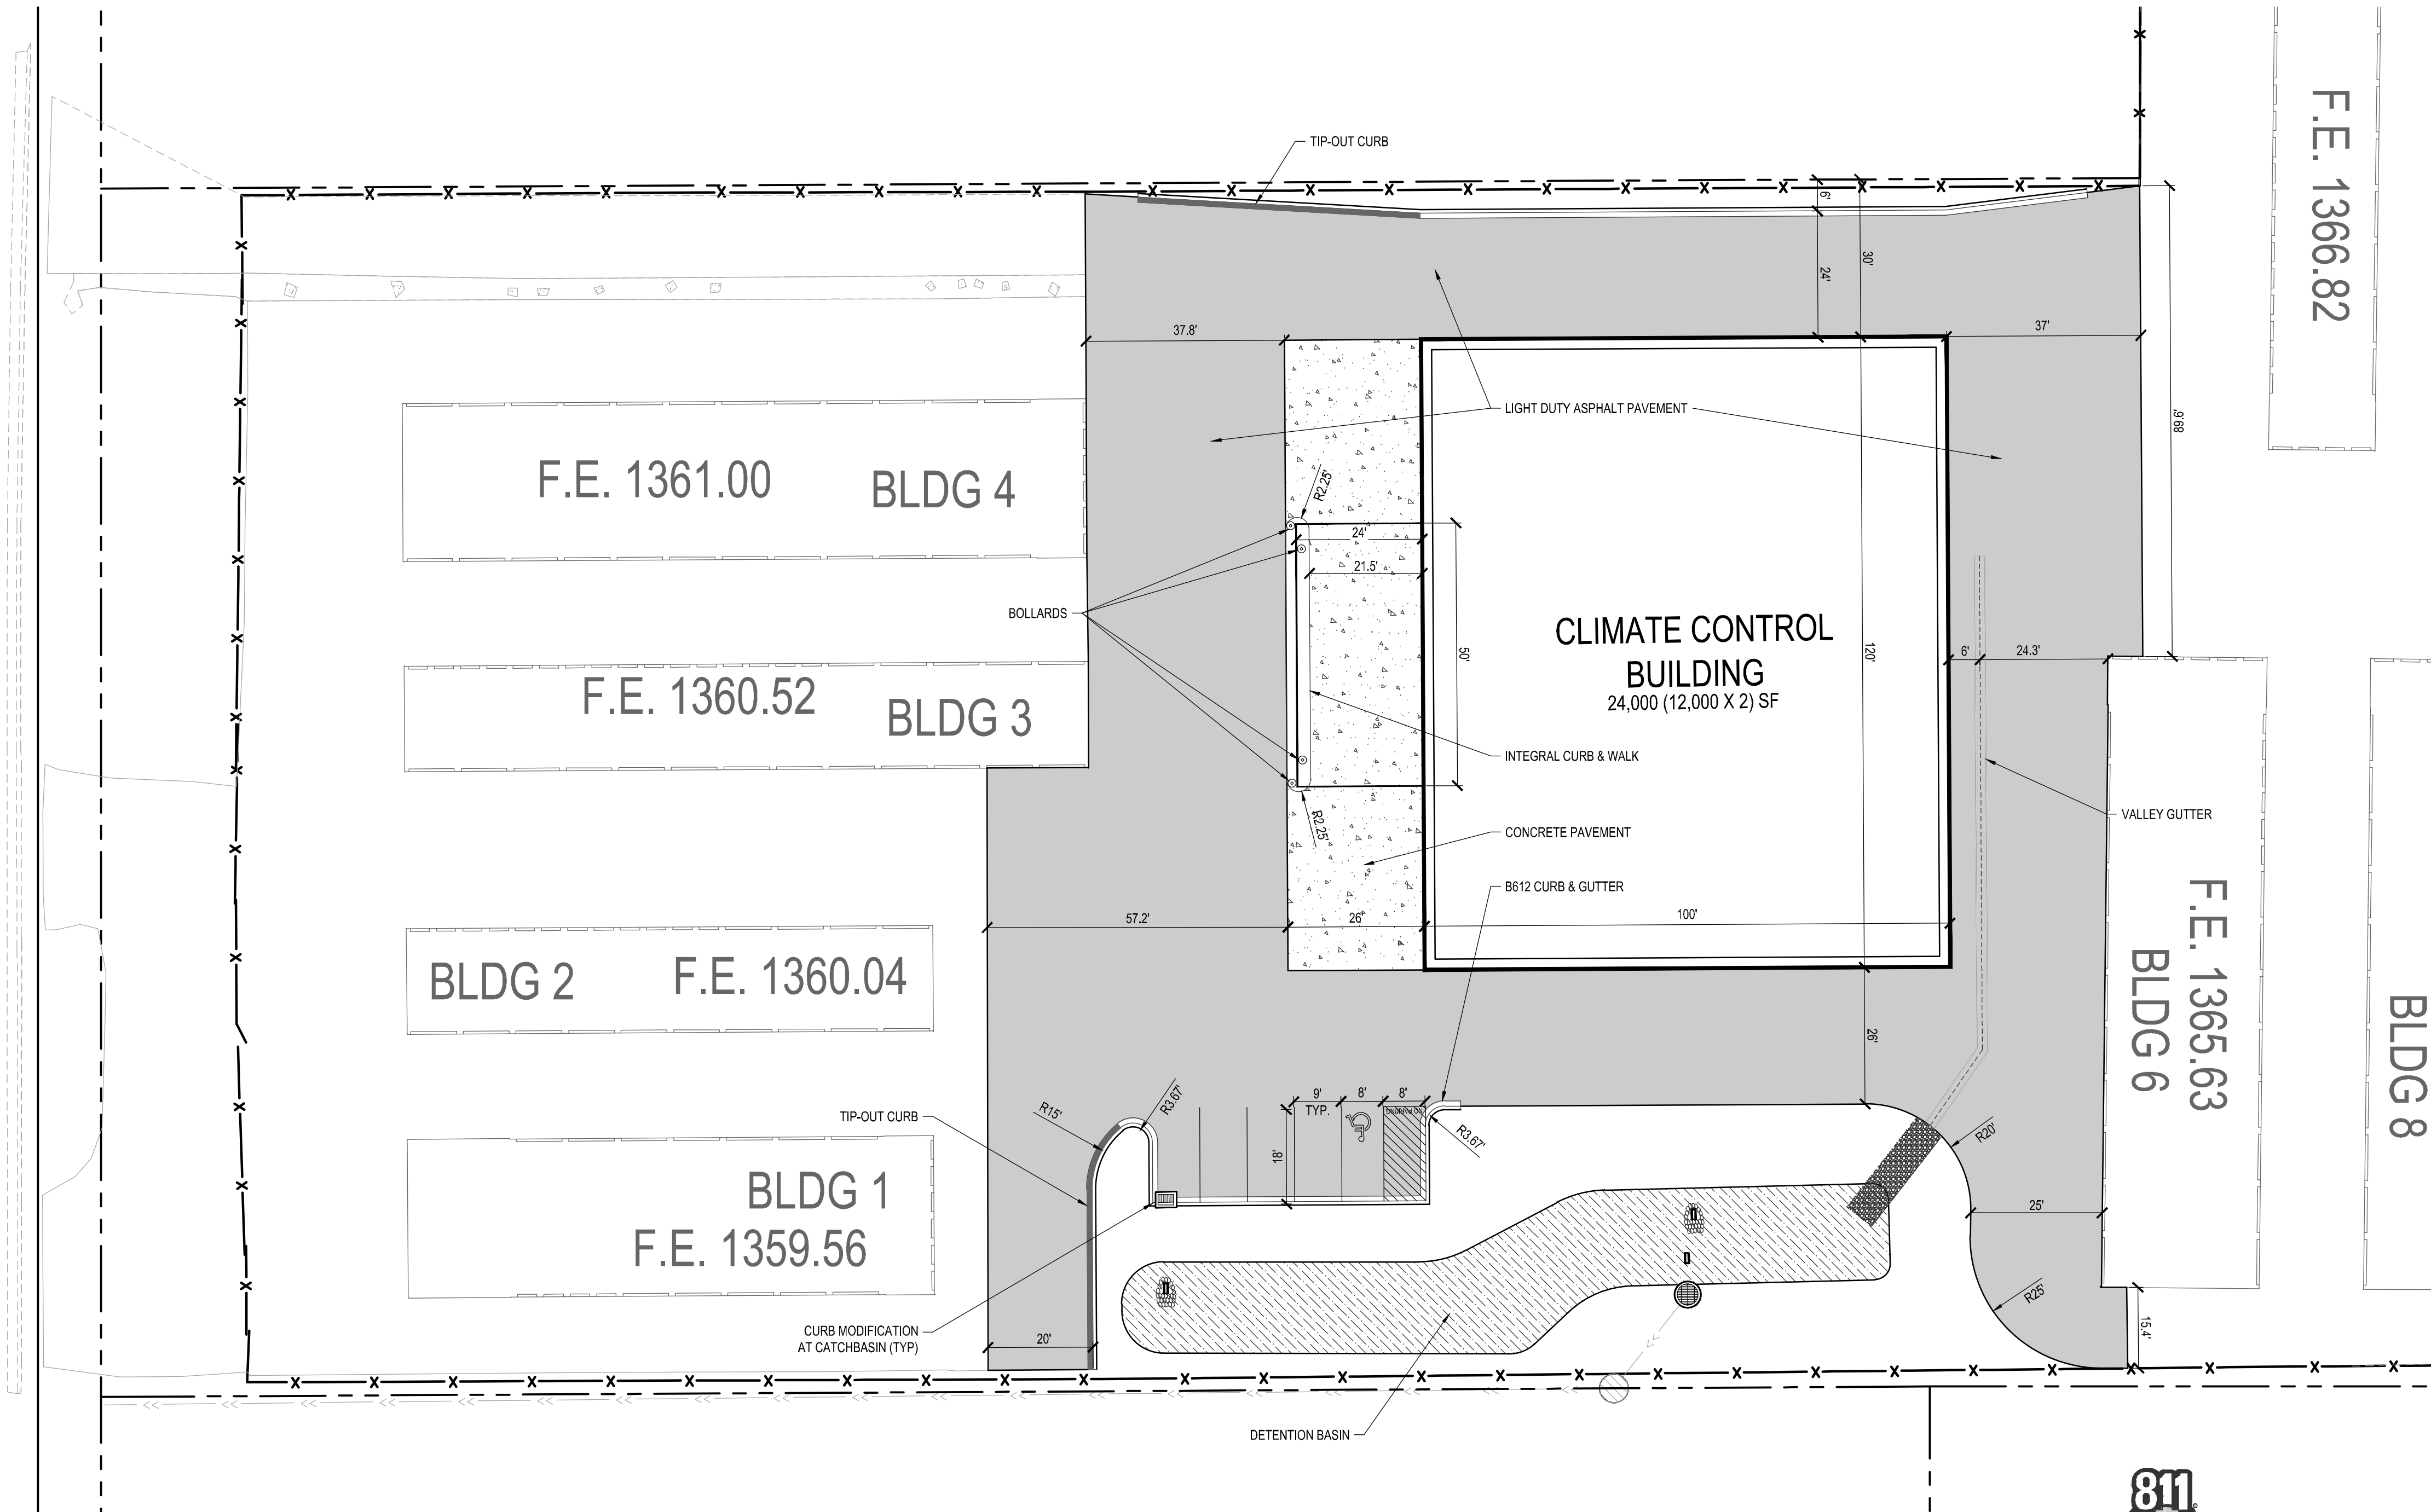 TIP-OUT CURB
F.E. 1366.82
6'
30'
24'
37.8'
37'
LIGHT DUTY ASPHALT PAVEMENT
89.6'
F.E. 1361.00
BLDG 4
R2.25'
24'
21.5'
BOLLARDS
50'
CLIMATE CONTROL
BUILDING
24,000 (12,000 X 2) SF
120'
6'
24.3'
F.E. 1360.52
BLDG 3
INTEGRAL CURB & WALK
R2.25'
CONCRETE PAVEMENT
VALLEY GUTTER
B612 CURB & GUTTER
57.2'
26'
100'
F.E. 1365.63
BLDG 6
BLDG 8
BLDG 2
F.E. 1360.04
26'
TIP-OUT CURB
R15'
R3.67'
9'
TYP.
8'
8'
NO PARKING
R3.67'
R20'
18'
BLDG 1
F.E. 1359.56
25'
R25'
15.4'
CURB MODIFICATION
AT CATCHBASIN (TYP)
20'
DETENTION BASIN
811